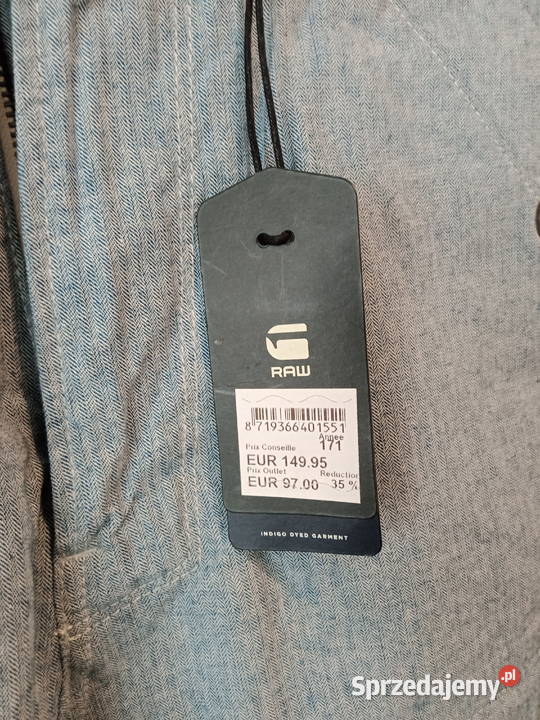 RAW
8 719366 401551
Annee
Prix Conseille 171
EUR 149.95
Prix Outlet Reduction
EUR 97.00 35 %
INDIGO DYED GARMENT
Sprzedajemy.pl